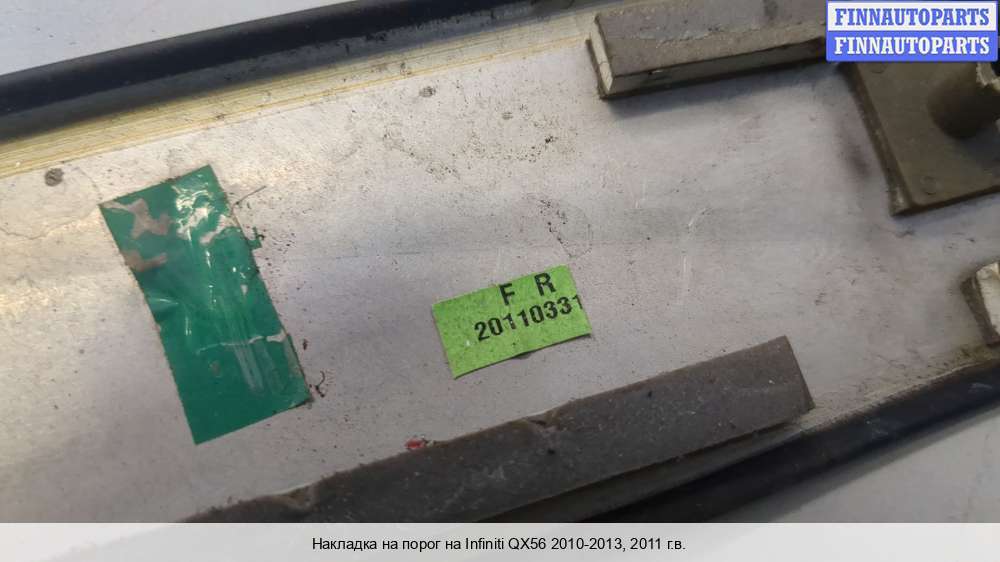 FINNAUTOPARTS
FINNAUTOPARTS
F R
20110331
Накладка на порог на Infiniti QX56 2010-2013, 2011 г.в.